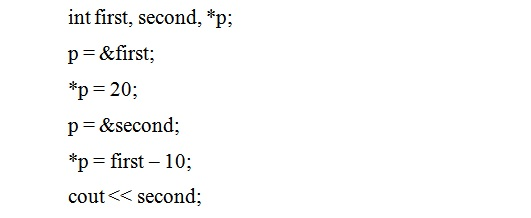 int first, second, *p;
p = &first;
*p = 20;
p = &second;
*p = first – 10;
cout << second;